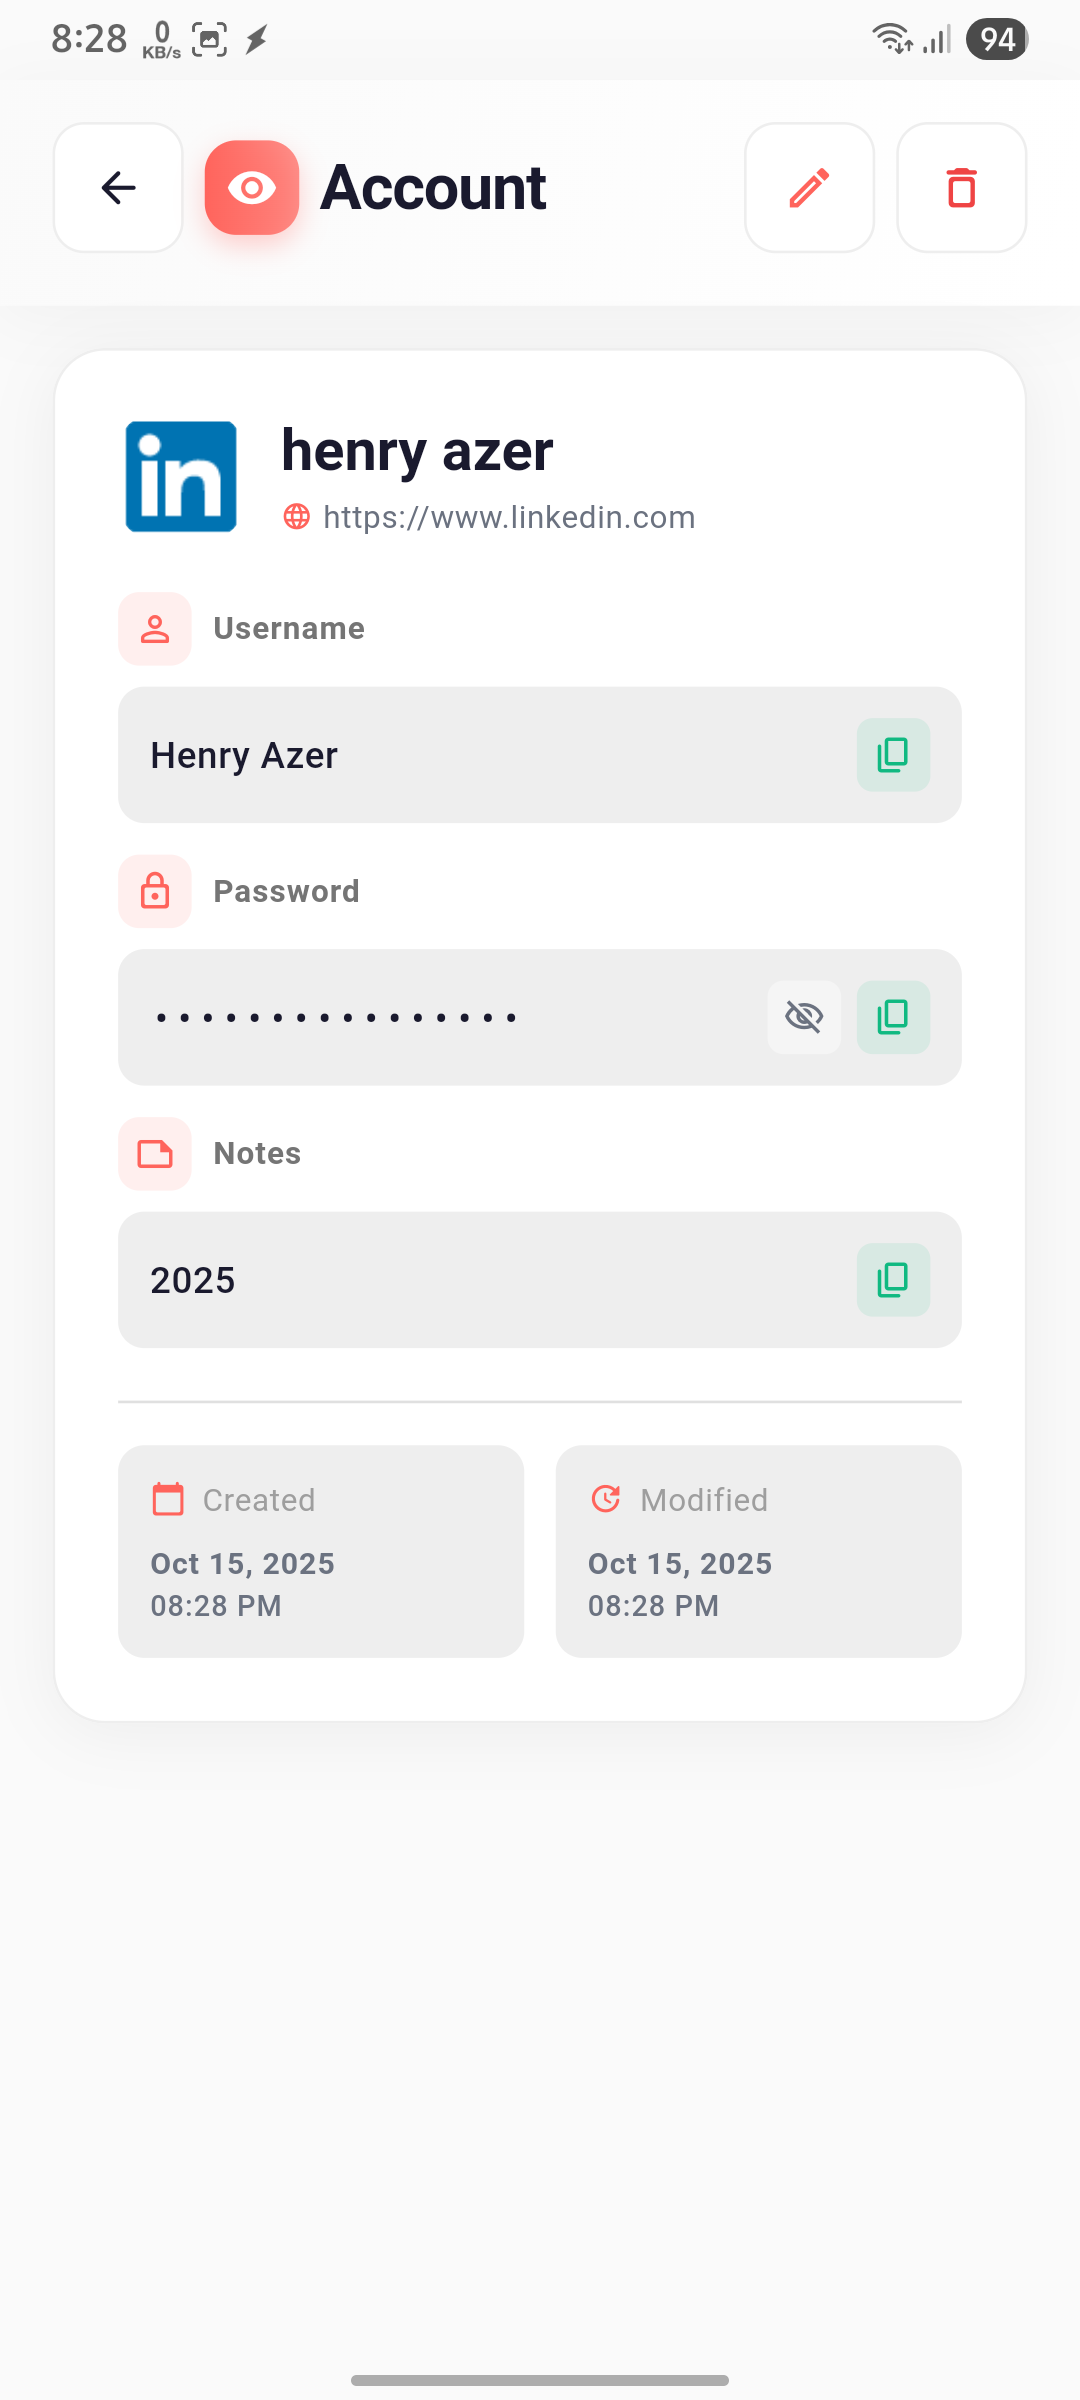 8:28 0 KB/s 94
Account
in
henry azer
https://www.linkedin.com
Username
Henry Azer
Password
••••••••••••••••
Notes
2025
Created
Oct 15, 2025
08:28 PM
Modified
Oct 15, 2025
08:28 PM